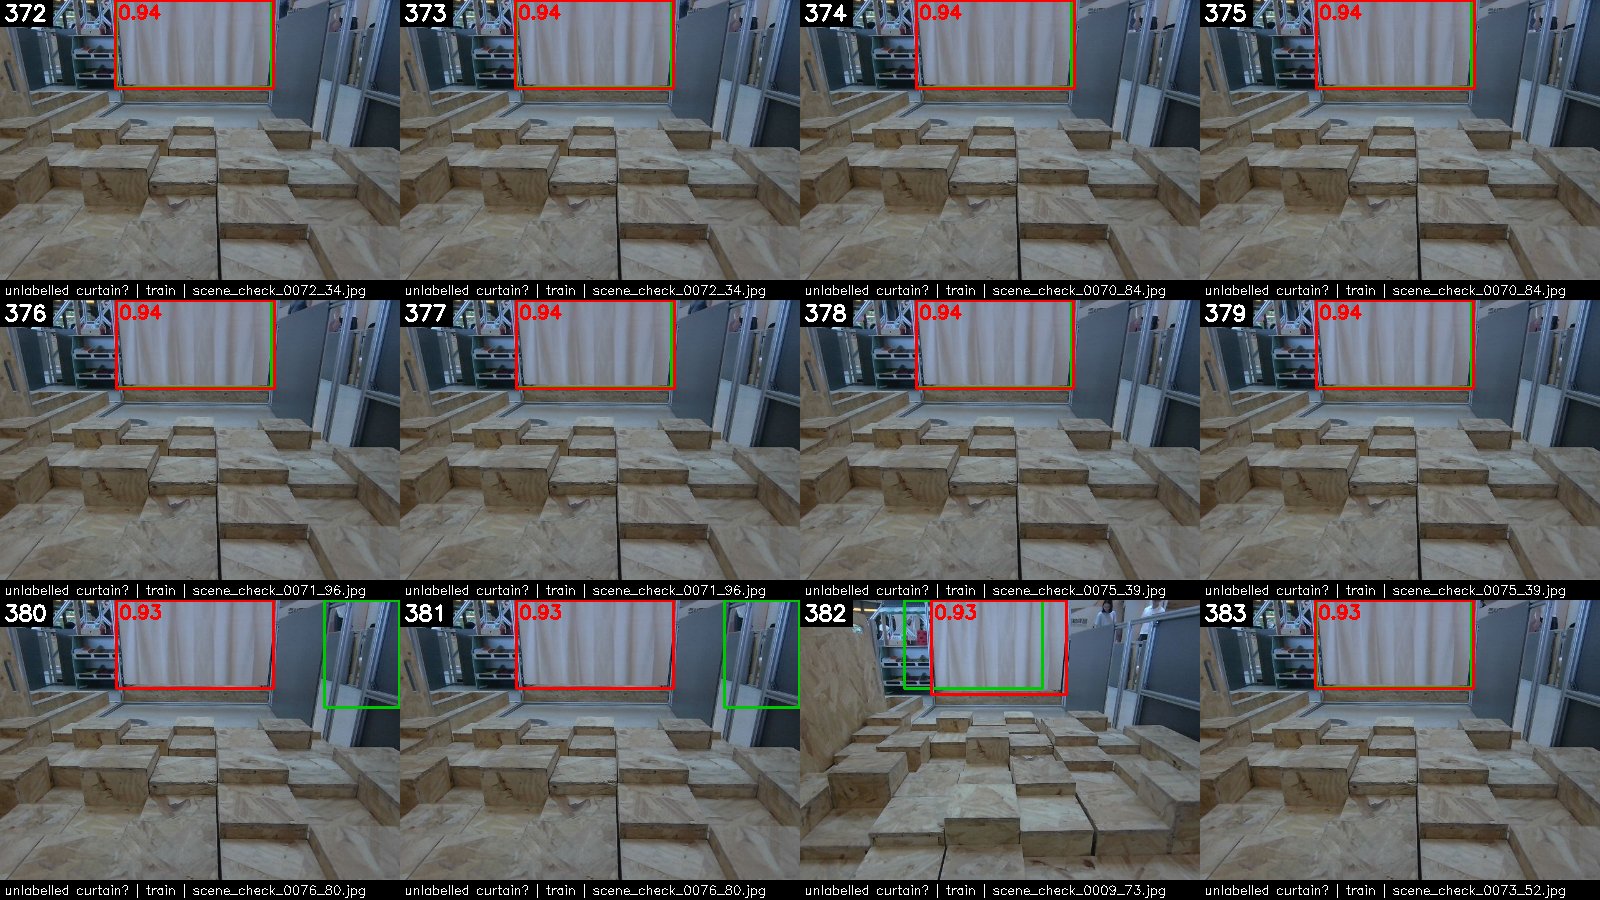 372 0.94 373 0.94 374 0.94 375 0.94
unlabelled curtain? | train | scene_check_0072_34.jpg unlabelled curtain? | train | scene_check_0072_34.jpg unlabelled curtain? | train | scene_check_0070_84.jpg unlabelled curtain? | train | scene_check_0070_84.jpg
376 0.94 377 0.94 378 0.94 379 0.94
unlabelled curtain? | train | scene_check_0071_96.jpg unlabelled curtain? | train | scene_check_0071_96.jpg unlabelled curtain? | train | scene_check_0075_39.jpg unlabelled curtain? | train | scene_check_0075_39.jpg
380 0.93 381 0.93 382 0.93 383 0.93
unlabelled curtain? | train | scene_check_0076_80.jpg unlabelled curtain? | train | scene_check_0076_80.jpg unlabelled curtain? | train | scene_check_0009_73.jpg unlabelled curtain? | train | scene_check_0073_52.jpg